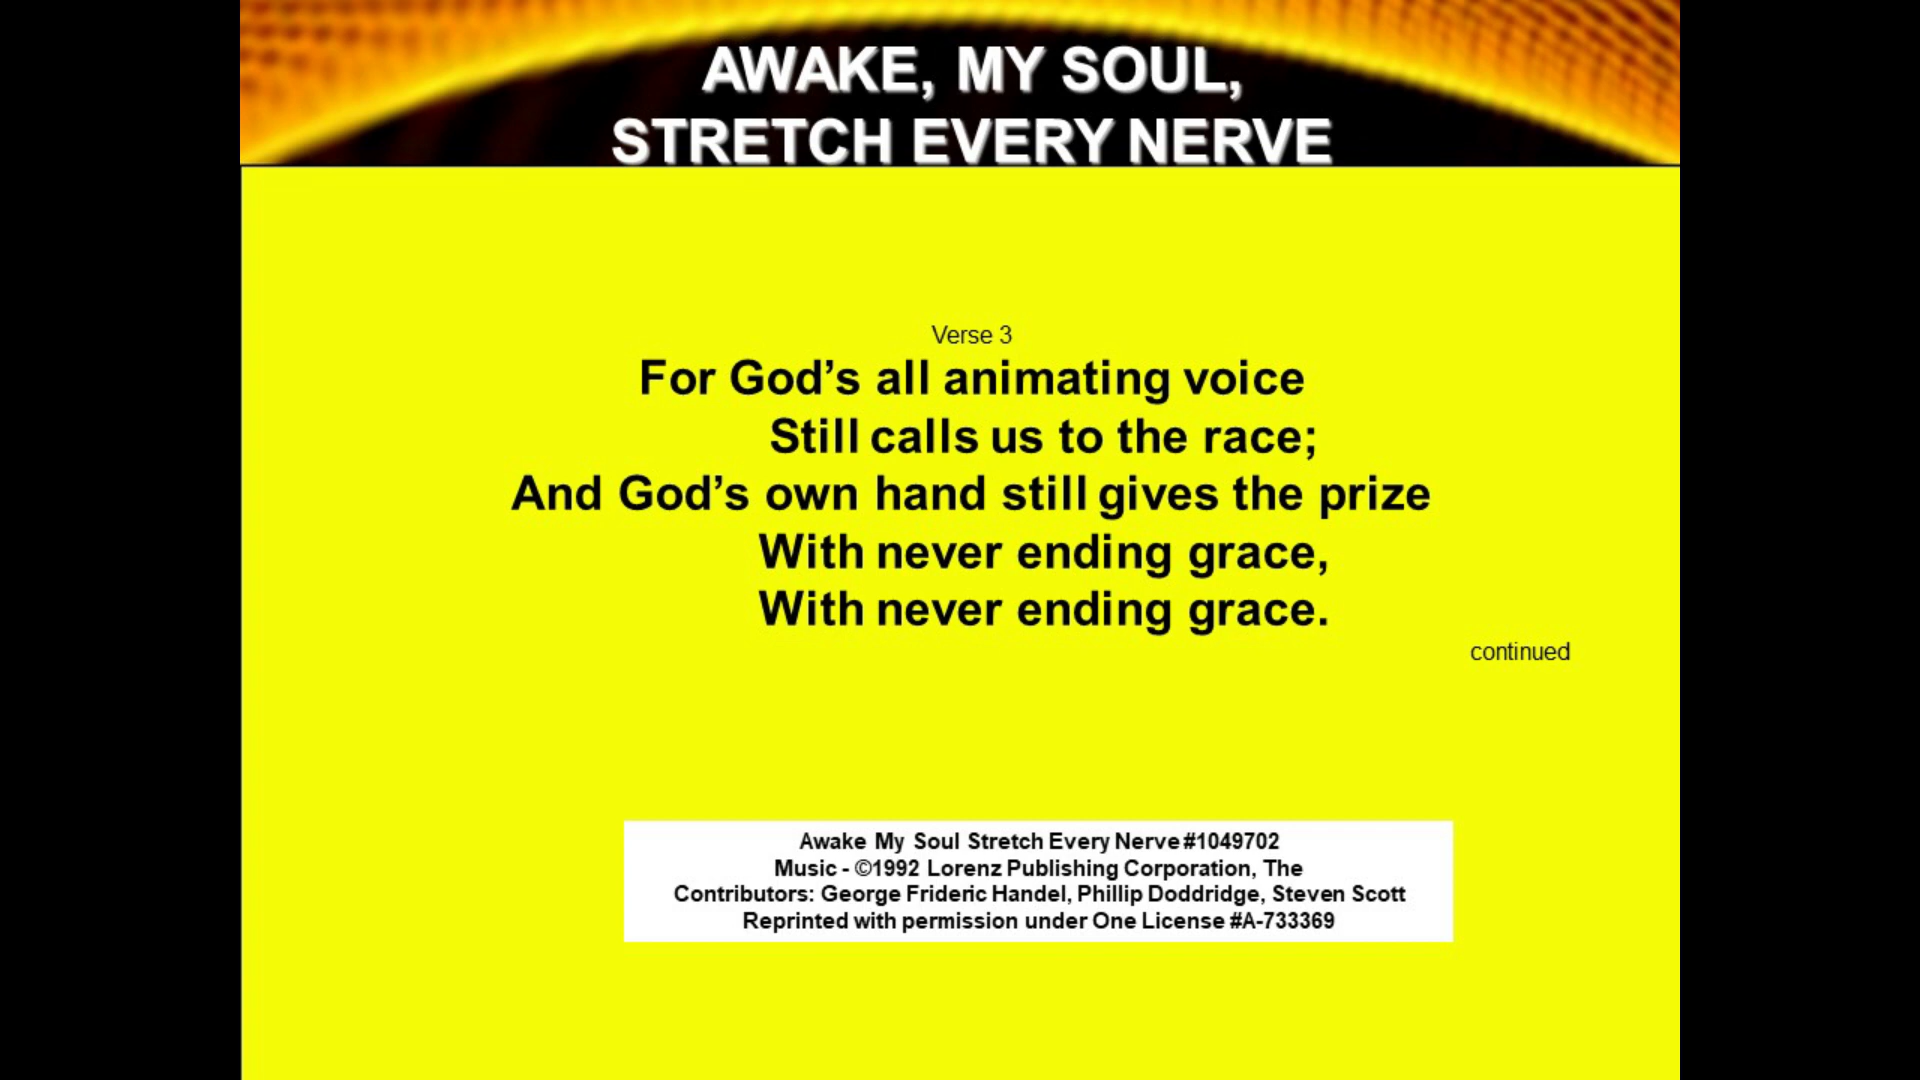 AWAKE, MY SOUL,
STRETCH EVERY NERVE
Verse 3
For God’s all animating voice
Still calls us to the race;
And God’s own hand still gives the prize
With never ending grace,
With never ending grace.
continued
Awake My Soul Stretch Every Nerve #1049702
Music - ©1992 Lorenz Publishing Corporation, The
Contributors: George Frideric Handel, Phillip Doddridge, Steven Scott
Reprinted with permission under One License #A-733369